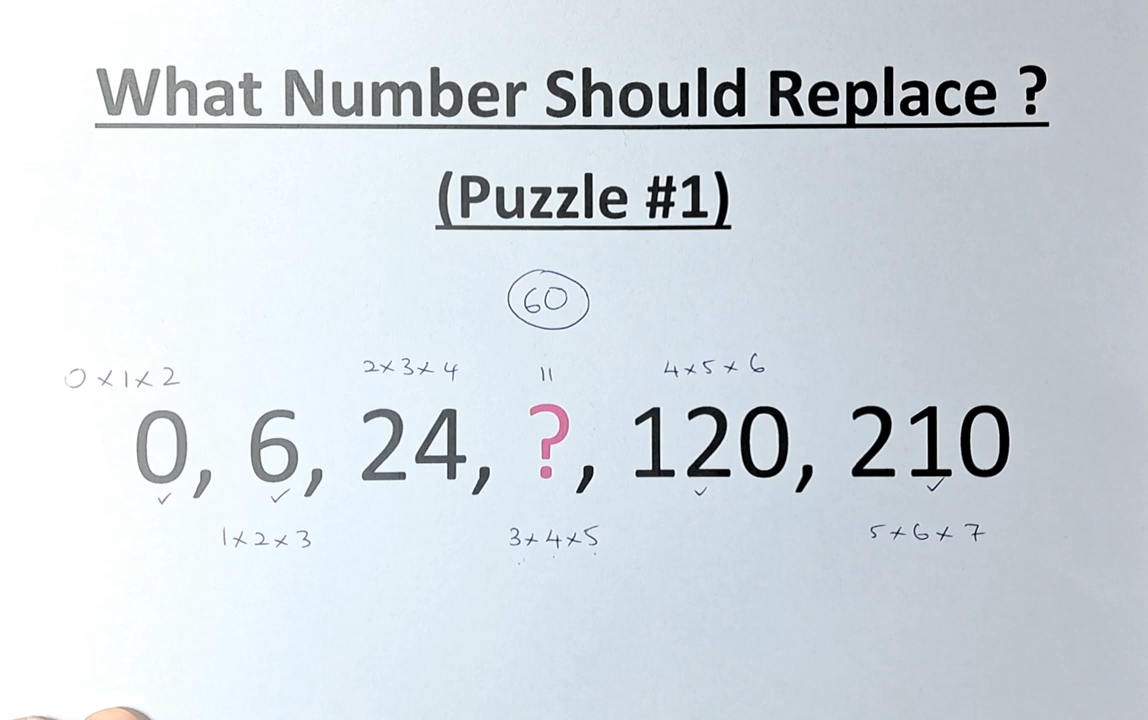 What Number Should Replace ?
(Puzzle #1)
60
0 x 1 x 2
2 x 3 x 4
=
4 x 5 x 6
0, 6, 24, ?, 120, 210
1 x 2 x 3
3 x 4 x 5
5 x 6 x 7